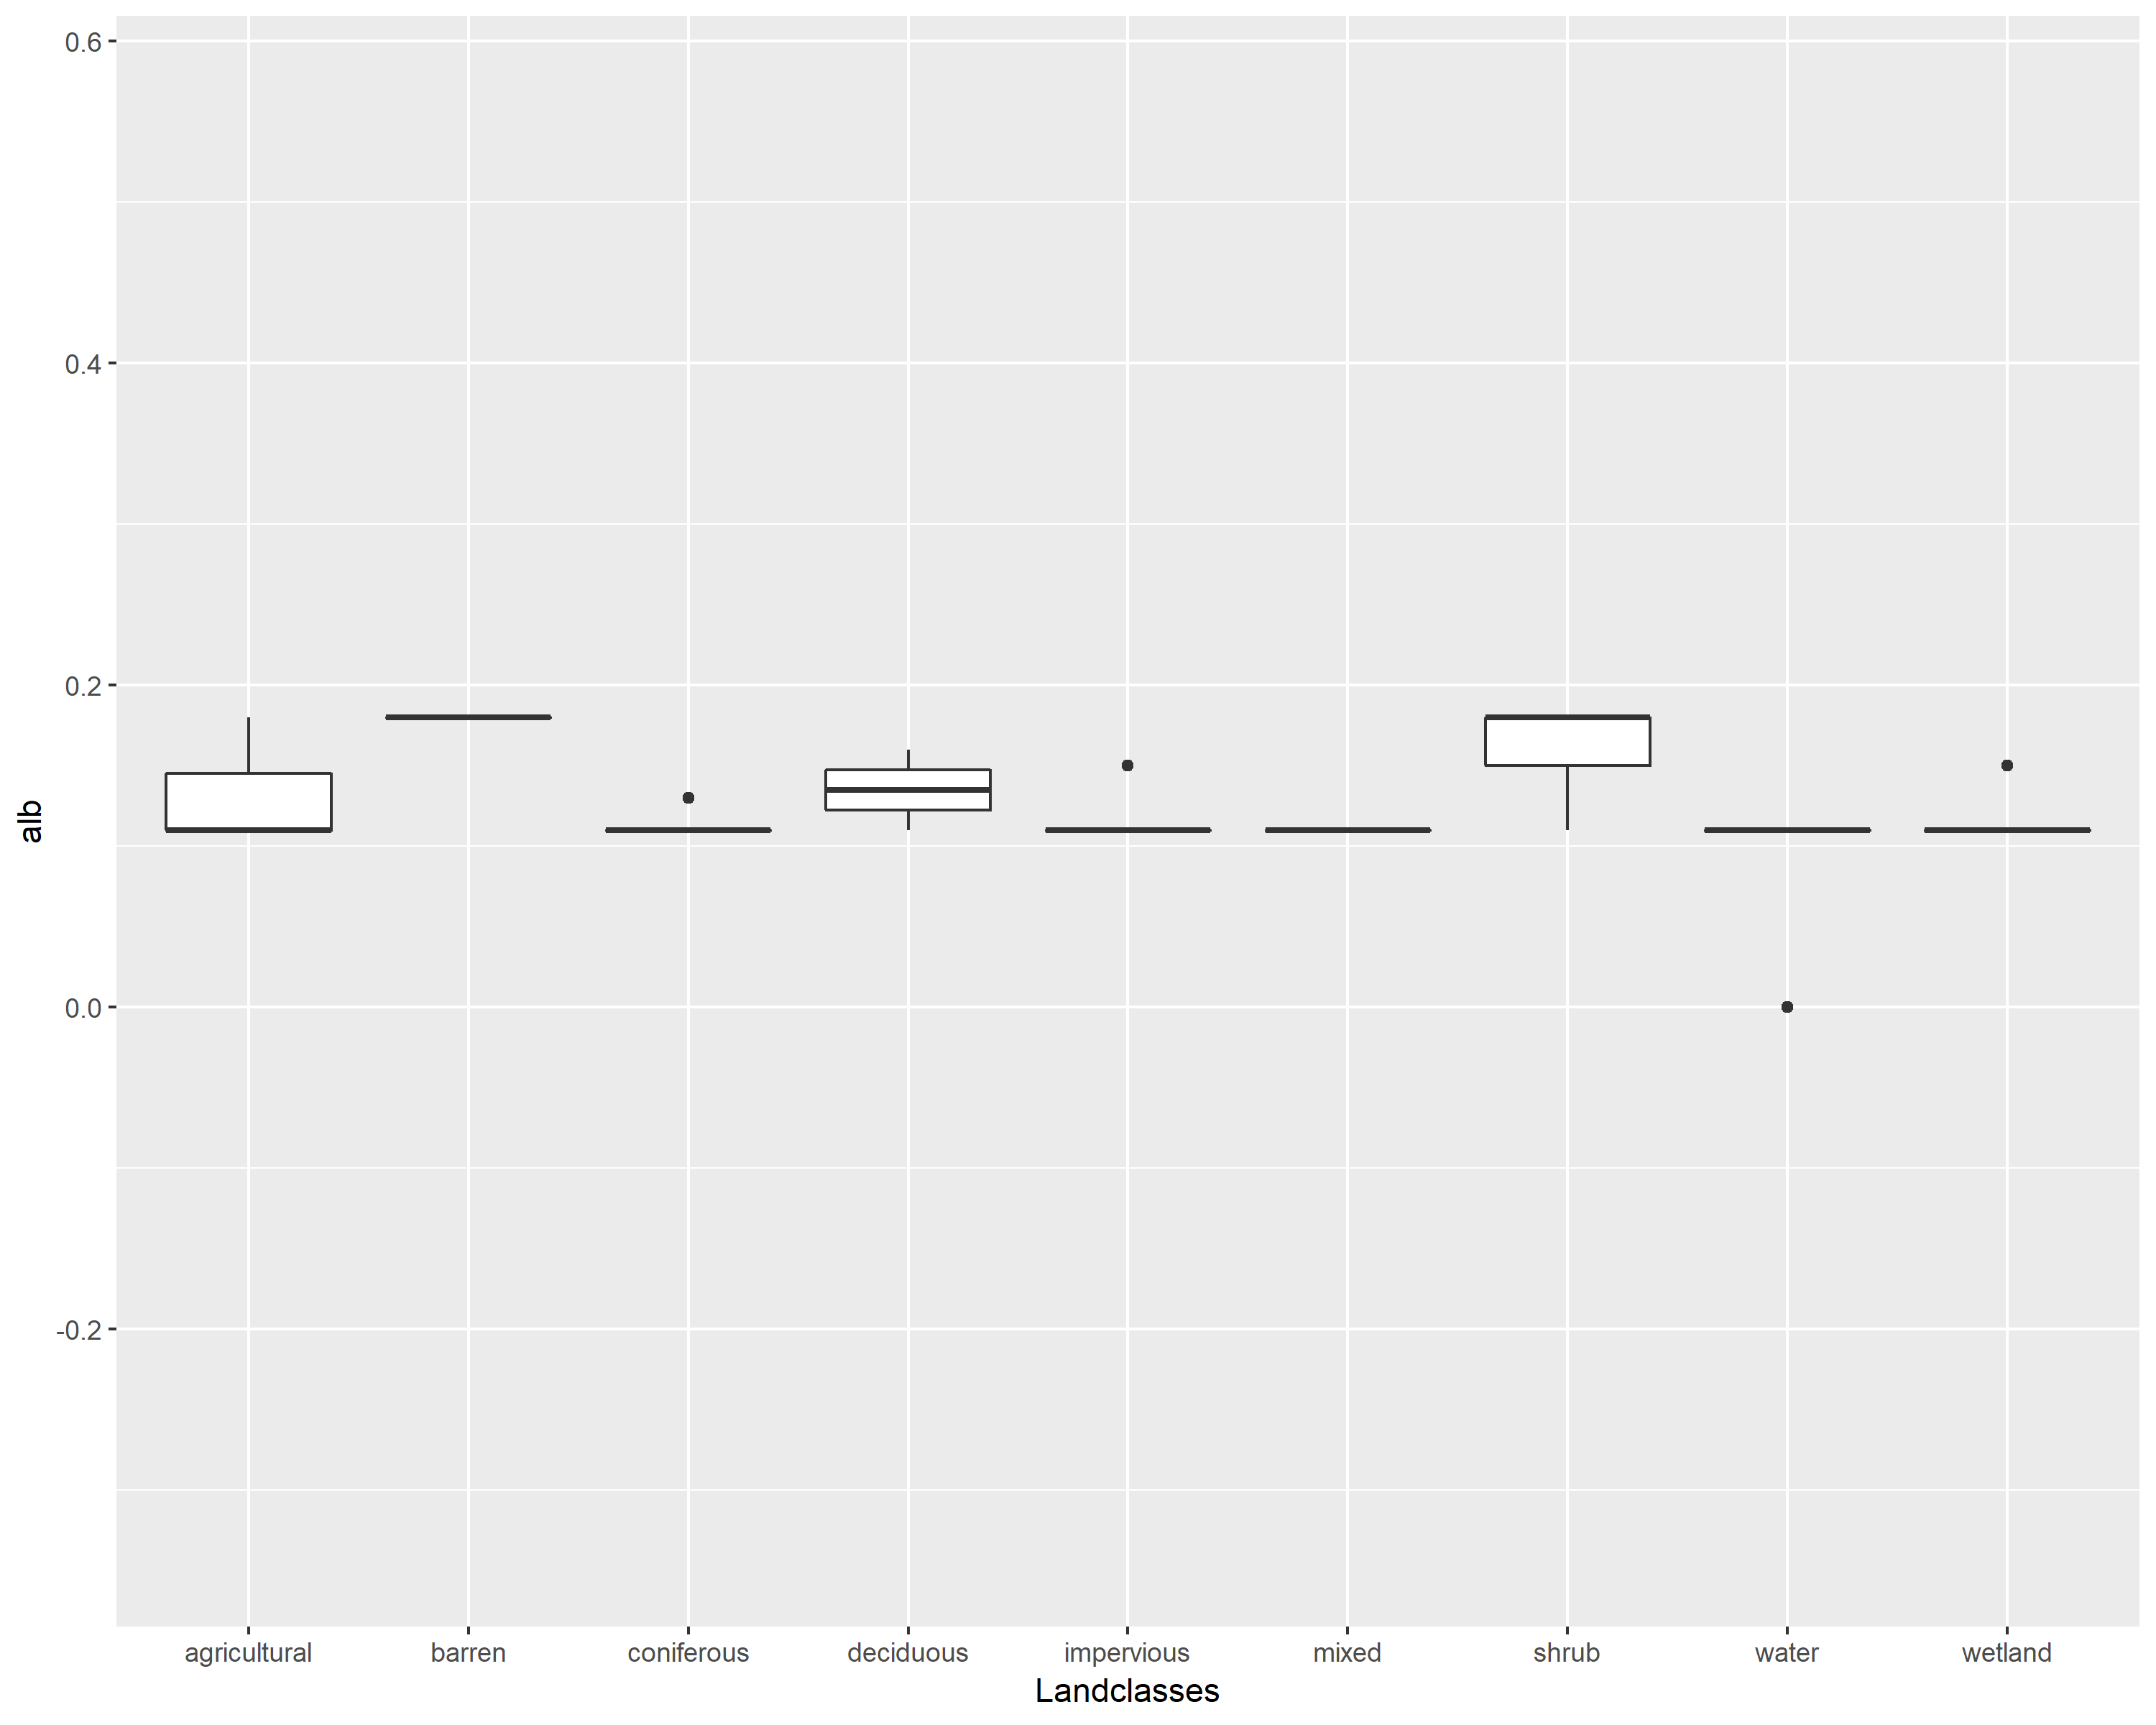 0.6
0.4
0.2
0.0
-0.2
alb
agricultural barren coniferous deciduous impervious mixed shrub water wetland
Landclasses